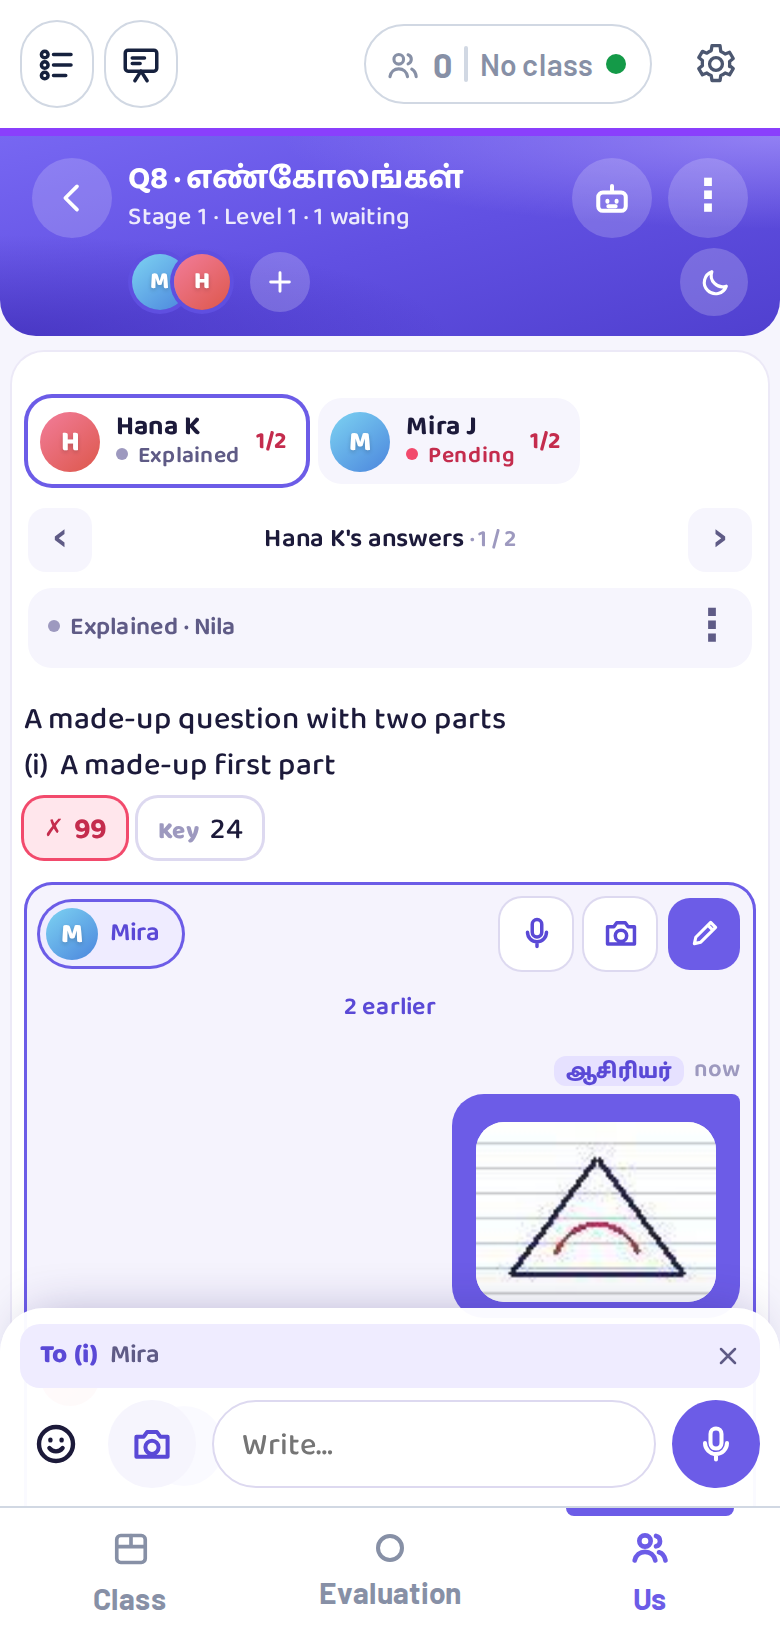 0 No class
Q8 · எண்கோலங்கள்
Stage 1 · Level 1 · 1 waiting
M H
H Hana K
Explained 1/2
M Mira J
Pending 1/2
Hana K's answers · 1 / 2
Explained · Nila
A made-up question with two parts
(i) A made-up first part
✗ 99 Key 24
M Mira
2 earlier
ஆசிரியர் now
To (i) Mira
Write...
Class Evaluation Us